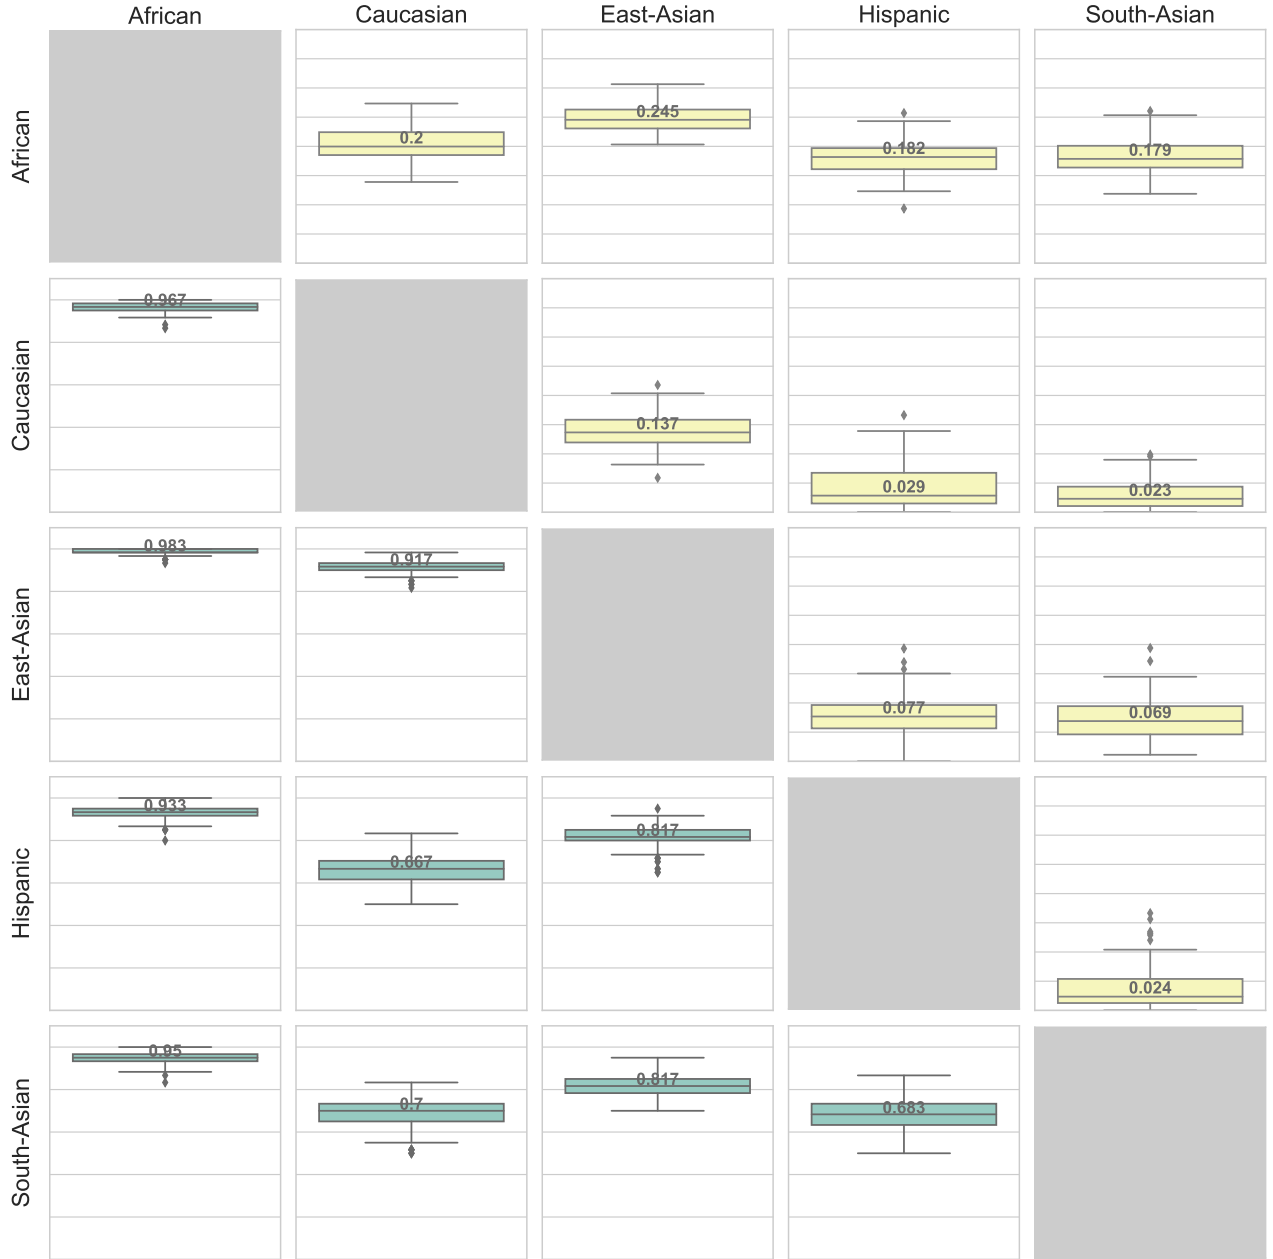 African Caucasian East-Asian Hispanic South-Asian
African 0.2 0.245 0.182 0.179
Caucasian 0.967 0.137 0.029 0.023
East-Asian 0.983 0.917 0.077 0.069
Hispanic 0.933 0.667 0.817 0.024
South-Asian 0.95 0.7 0.817 0.683